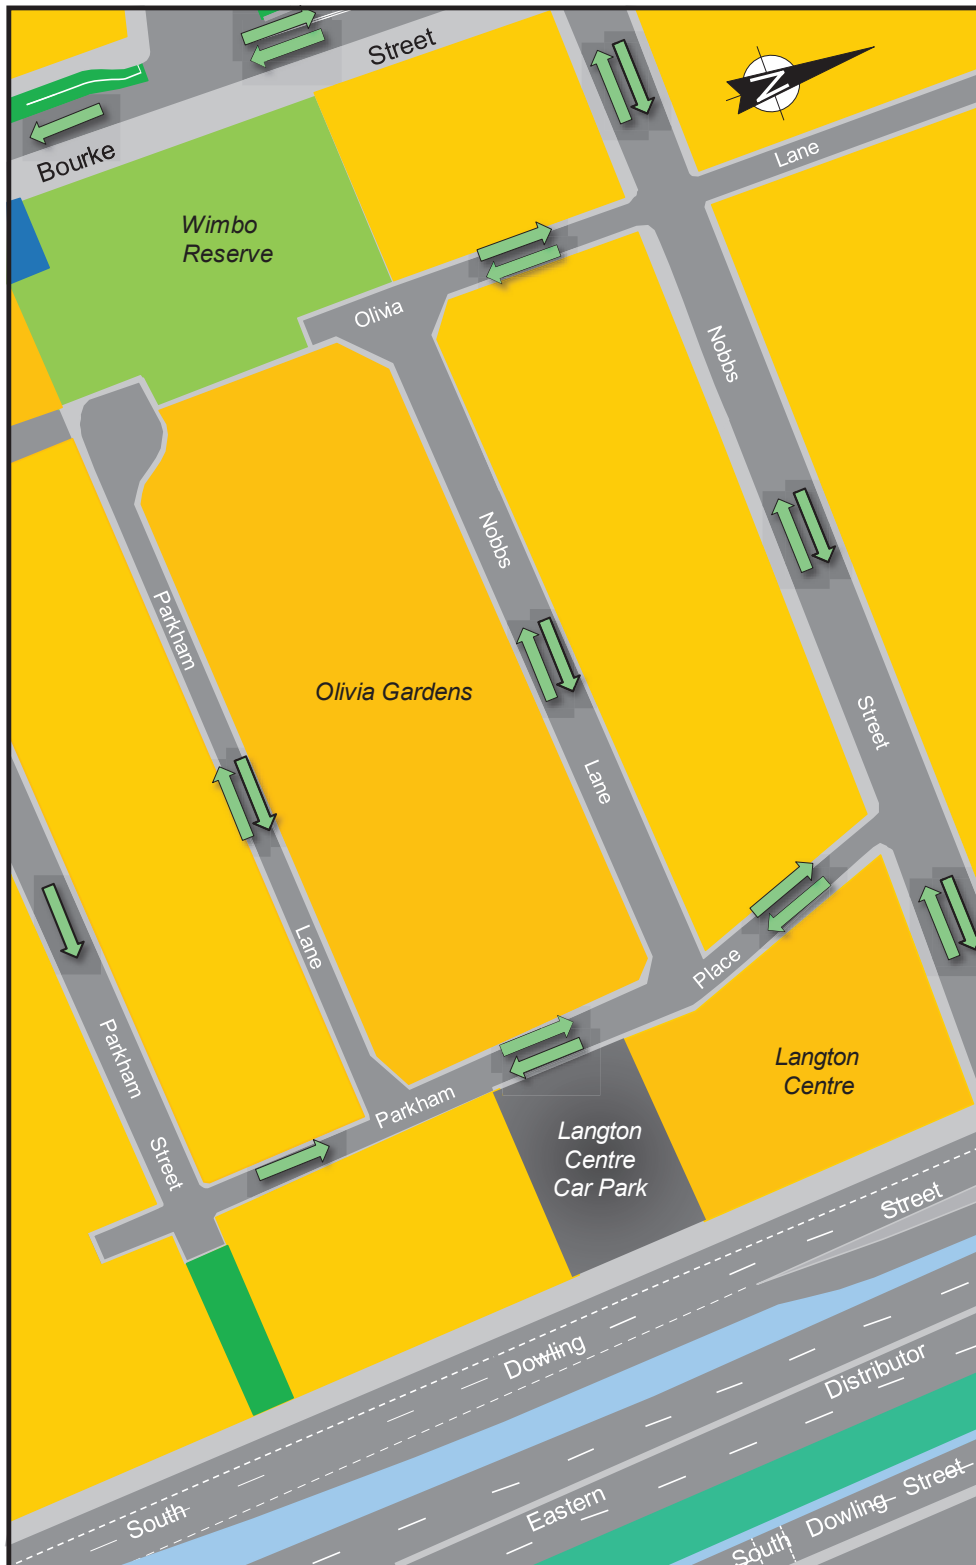 Bourke Street
N
Lane
Wimbo
Reserve
Olivia
Nobbs
Nobbs
Parkham
Olivia Gardens
Street
Lane
Lane
Place
Parkham
Street
Parkham
Langton
Centre
Langton
Centre
Car Park
Street
Dowling
South
Distributor
Eastern
South Dowling Street